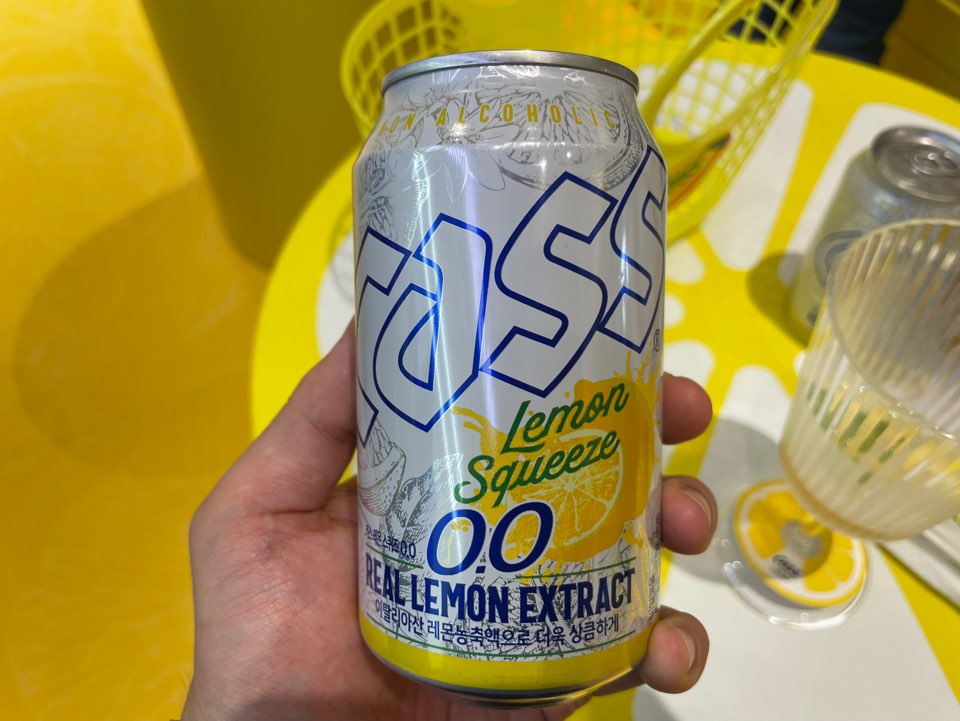 NON ALCOHOLIC
Cass
®
Lemon
Squeeze
0.0
REAL LEMON EXTRACT
이탈리아산 레몬농축액으로 더욱 상큼하게